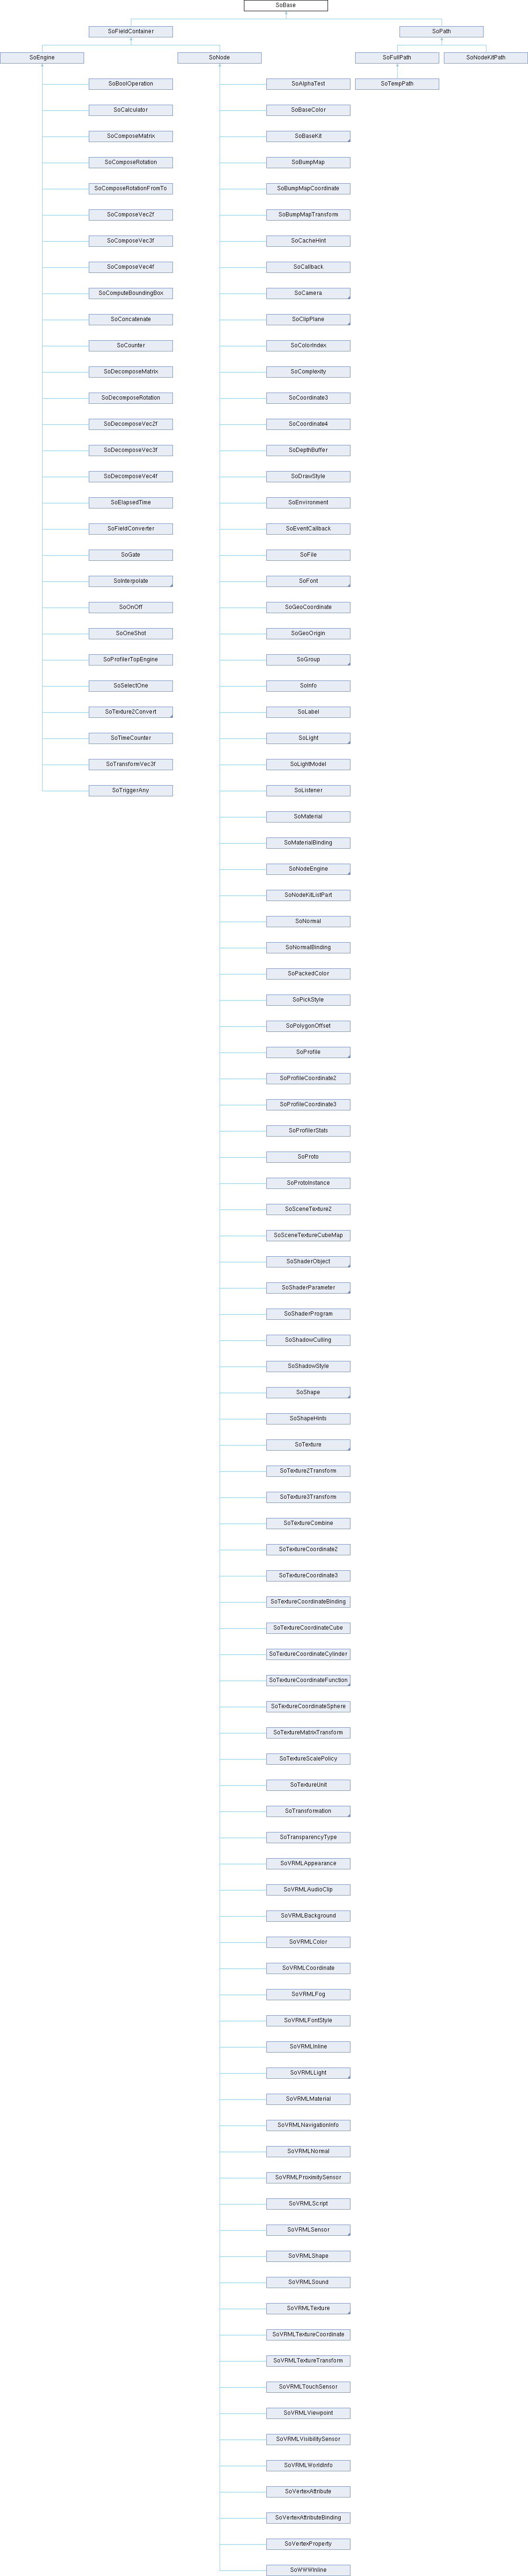 SoBase
SoFieldContainer
SoPath
SoEngine
SoNode
SoFullPath
SoNodeKitPath
SoBoolOperation
SoAlphaTest
SoTempPath
SoCalculator
SoBaseColor
SoComposeMatrix
SoBaseKit
SoComposeRotation
SoBumpMap
SoComposeRotationFromTo
SoBumpMapCoordinate
SoComposeVec2f
SoBumpMapTransform
SoComposeVec3f
SoCacheHint
SoComposeVec4f
SoCallback
SoComputeBoundingBox
SoCamera
SoConcatenate
SoClipPlane
SoCounter
SoColorIndex
SoDecomposeMatrix
SoComplexity
SoDecomposeRotation
SoCoordinate3
SoDecomposeVec2f
SoCoordinate4
SoDecomposeVec3f
SoDepthBuffer
SoDecomposeVec4f
SoDrawStyle
SoElapsedTime
SoEnvironment
SoFieldConverter
SoEventCallback
SoGate
SoFile
SoInterpolate
SoFont
SoOnOff
SoGeoCoordinate
SoOneShot
SoGeoOrigin
SoProfilerTopEngine
SoGroup
SoSelectOne
SoInfo
SoTexture2Convert
SoLabel
SoTimeCounter
SoLight
SoTransformVec3f
SoLightModel
SoTriggerAny
SoListener
SoMaterial
SoMaterialBinding
SoNodeEngine
SoNodeKitListPart
SoNormal
SoNormalBinding
SoPackedColor
SoPickStyle
SoPolygonOffset
SoProfile
SoProfileCoordinate2
SoProfileCoordinate3
SoProfilerStats
SoProto
SoProtoInstance
SoSceneTexture2
SoSceneTextureCubeMap
SoShaderObject
SoShaderParameter
SoShaderProgram
SoShadowCulling
SoShadowStyle
SoShape
SoShapeHints
SoTexture
SoTexture2Transform
SoTexture3Transform
SoTextureCombine
SoTextureCoordinate2
SoTextureCoordinate3
SoTextureCoordinateBinding
SoTextureCoordinateCube
SoTextureCoordinateCylinder
SoTextureCoordinateFunction
SoTextureCoordinateSphere
SoTextureMatrixTransform
SoTextureScalePolicy
SoTextureUnit
SoTransformation
SoTransparencyType
SoVRMLAppearance
SoVRMLAudioClip
SoVRMLBackground
SoVRMLColor
SoVRMLCoordinate
SoVRMLFog
SoVRMLFontStyle
SoVRMLInline
SoVRMLLight
SoVRMLMaterial
SoVRMLNavigationInfo
SoVRMLNormal
SoVRMLProximitySensor
SoVRMLScript
SoVRMLSensor
SoVRMLShape
SoVRMLSound
SoVRMLTexture
SoVRMLTextureCoordinate
SoVRMLTextureTransform
SoVRMLTouchSensor
SoVRMLViewpoint
SoVRMLVisibilitySensor
SoVRMLWorldInfo
SoVertexAttribute
SoVertexAttributeBinding
SoVertexProperty
SoWWWInline